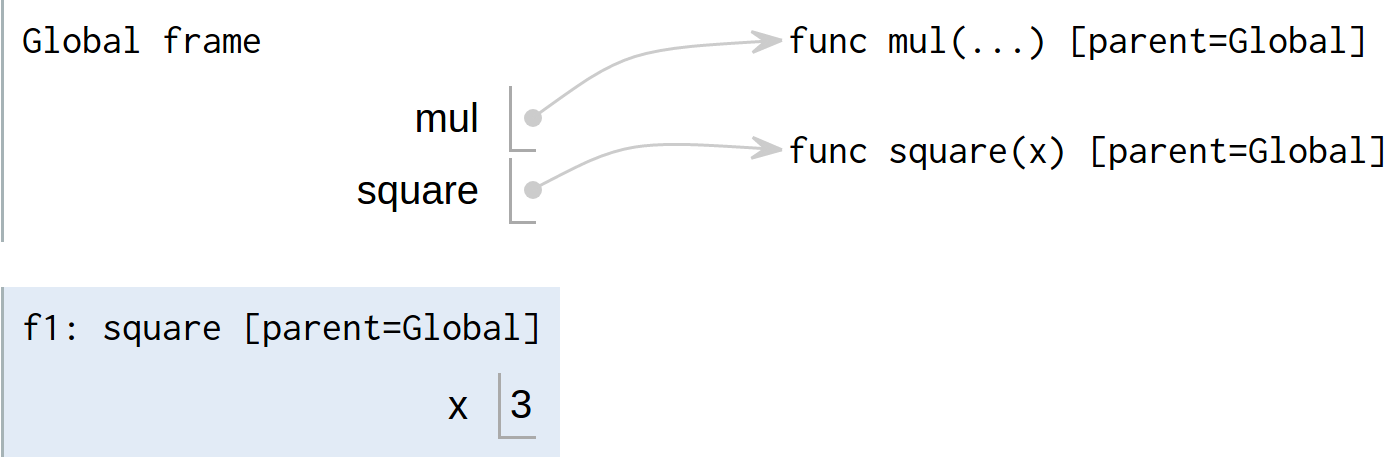 Global frame
func mul(...) [parent=Global]
mul
func square(x) [parent=Global]
square
f1: square [parent=Global]
x 3